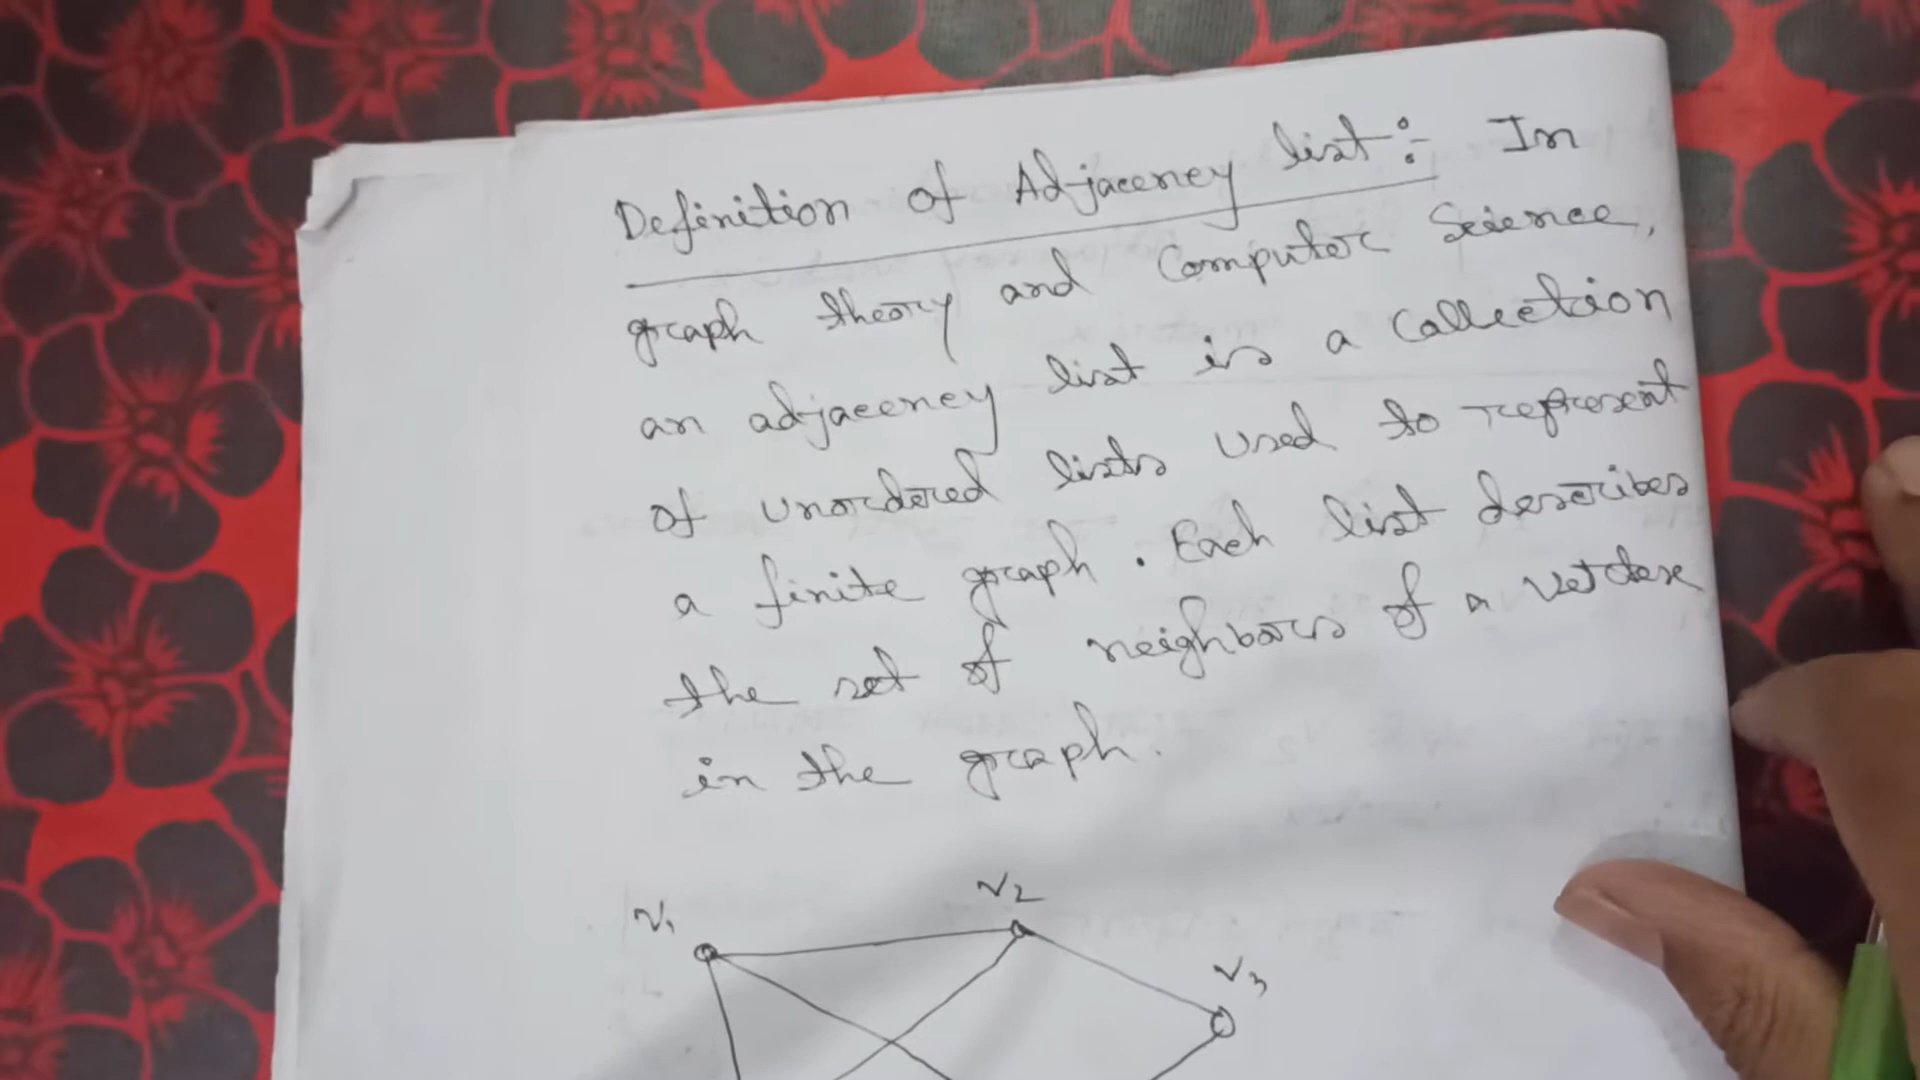 Definition of Adjacency list :- In
graph theory and Computer Science,
an adjacency list is a Collection
of unordered lists used to represent
a finite graph. Each list describes
the set of neighbors of a vertex
in the graph.
V1 V2
V3